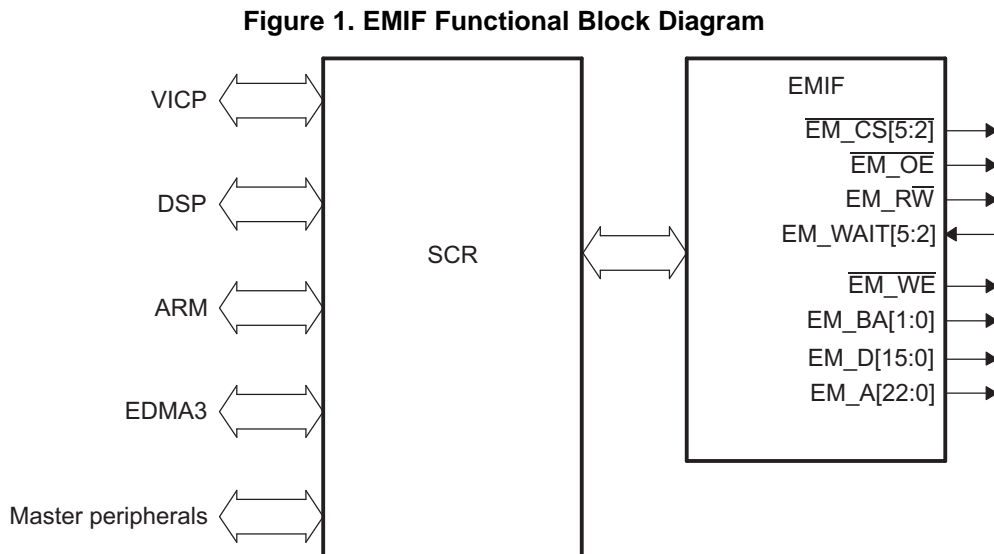 Figure 1. EMIF Functional Block Diagram
VICP
DSP
ARM
EDMA3
Master peripherals
SCR
EMIF
EM_CS[5:2]
EM_OE
EM_RW
EM_WAIT[5:2]
EM_WE
EM_BA[1:0]
EM_D[15:0]
EM_A[22:0]